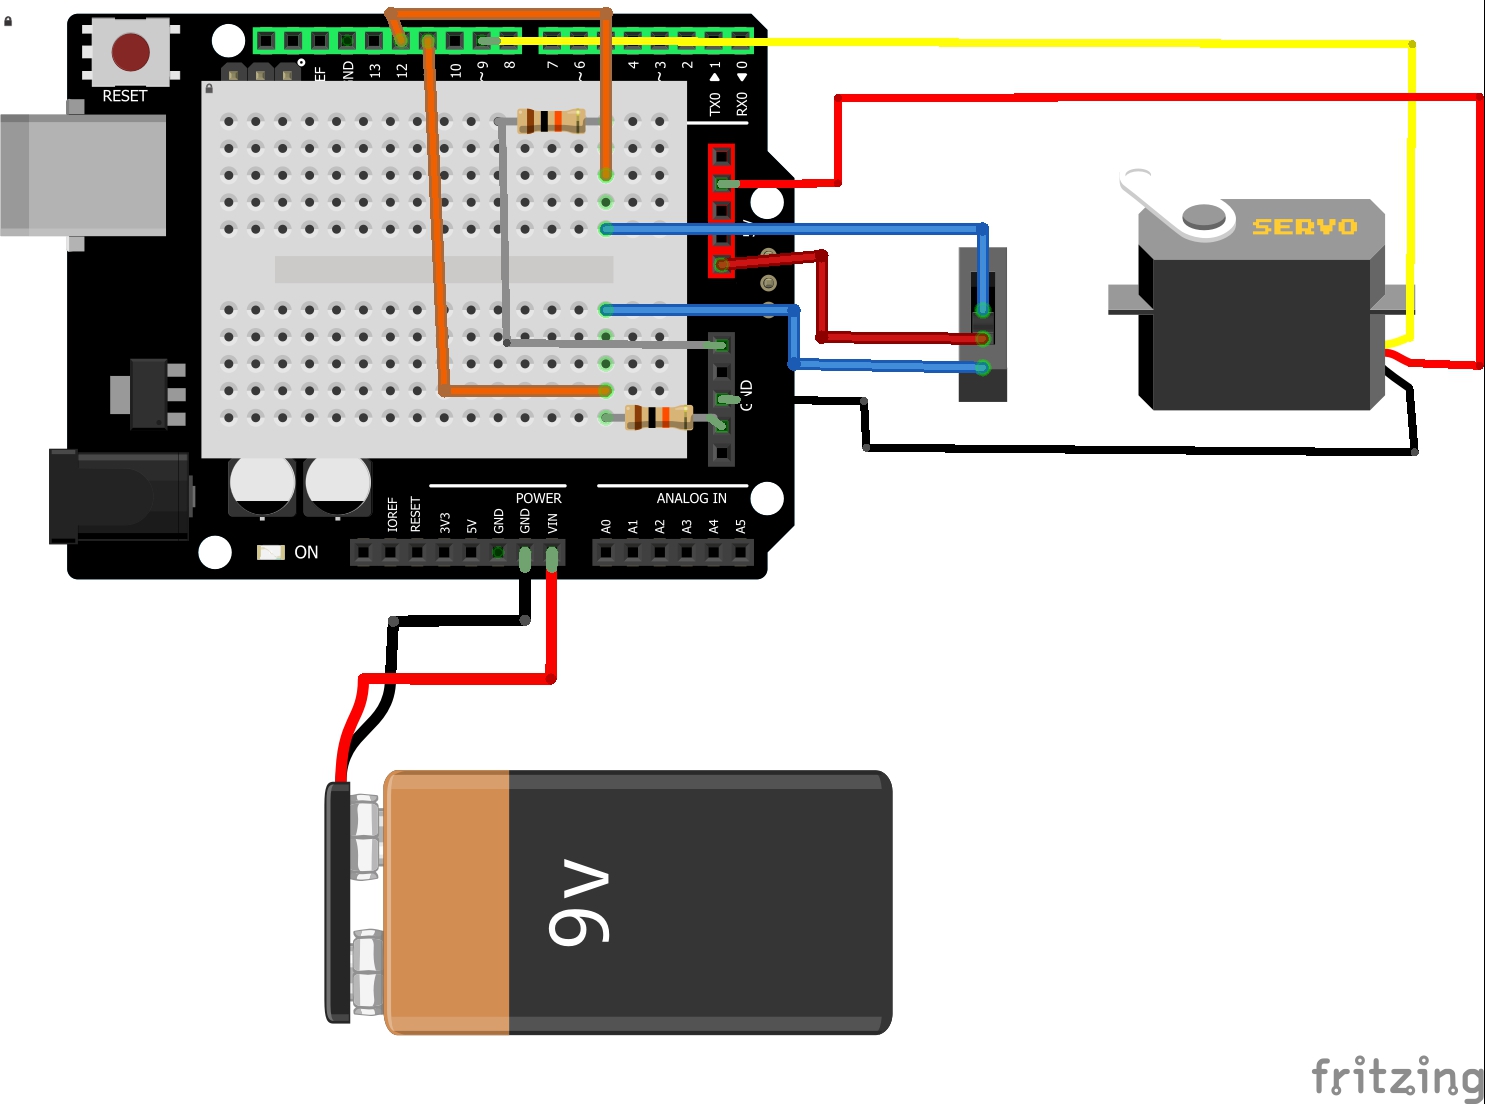 RESET
EF
ND
13
12
10
~9
8
7
~6
4
~3
2
TX0 ▶ 1
RX0 ◀ 0
SERVO
GND
POWER
ANALOG IN
IOREF
RESET
3V3
5V
GND
GND
VIN
A0
A1
A2
A3
A4
A5
ON
9v
fritzing